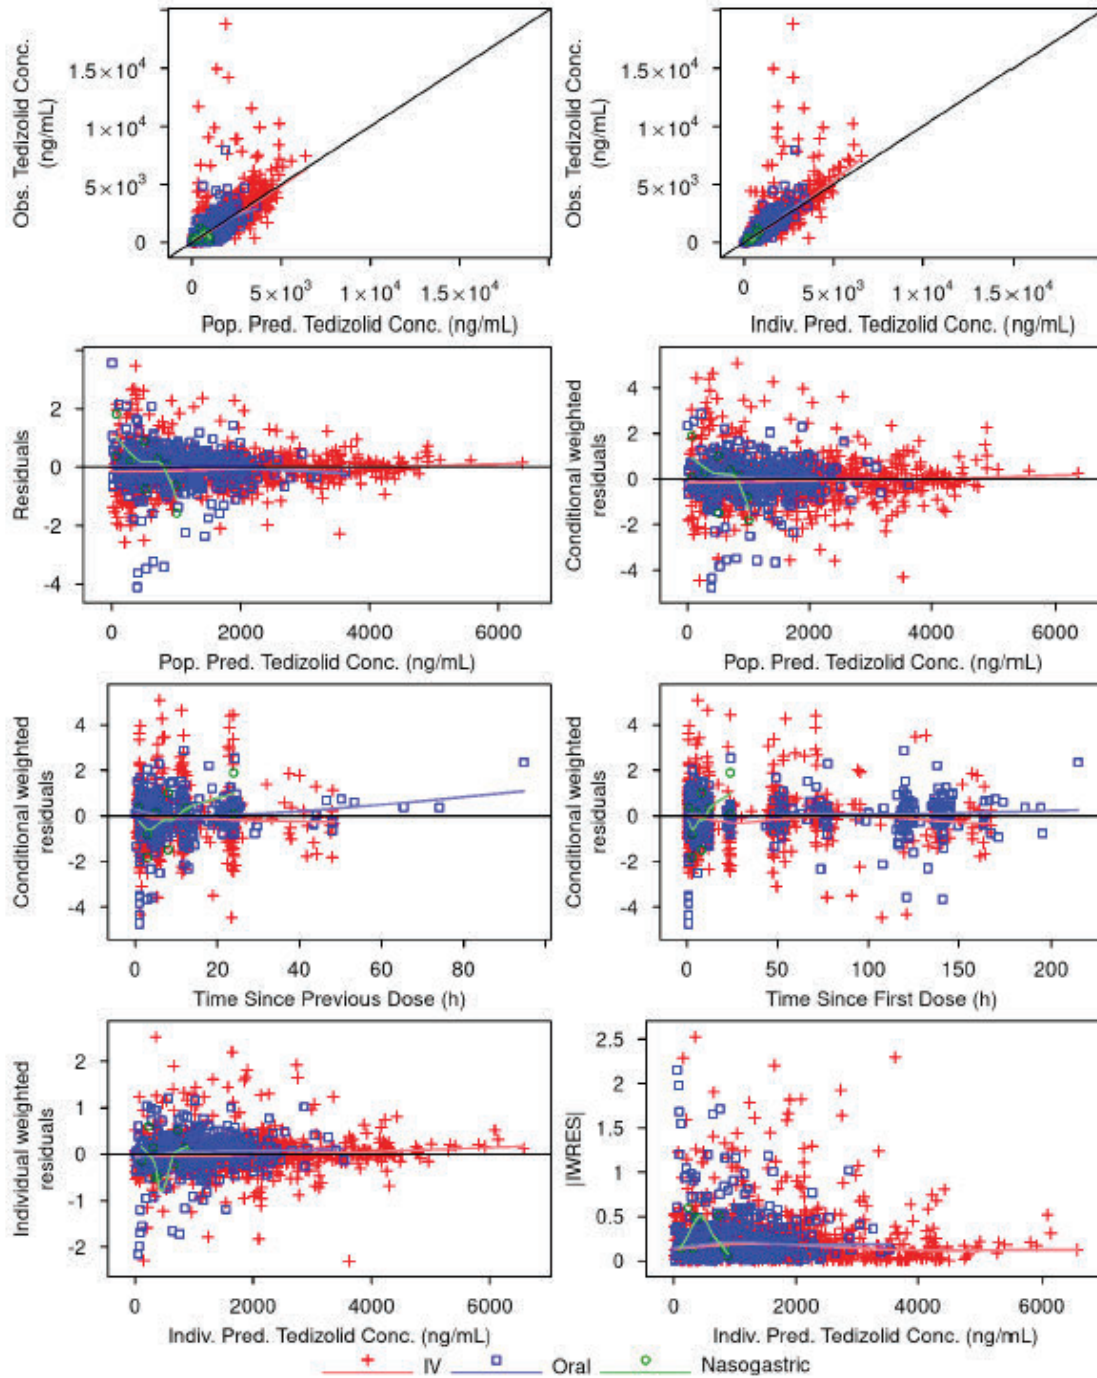 Obs. Tedizolid Conc.
(ng/mL)
1.5×10⁴
1×10⁴
5×10³
0
0
5×10³
1×10⁴
1.5×10⁴
Pop. Pred. Tedizolid Conc. (ng/mL)
Obs. Tedizolid Conc.
(ng/mL)
1.5×10⁴
1×10⁴
5×10³
0
0
5×10³
1×10⁴
1.5×10⁴
Indiv. Pred. Tedizolid Conc. (ng/mL)
Residuals
2
0
-2
-4
0 2000 4000 6000
Pop. Pred. Tedizolid Conc. (ng/mL)
Conditional weighted
residuals
4
2
0
-2
-4
0 2000 4000 6000
Pop. Pred. Tedizolid Conc. (ng/mL)
Conditional weighted
residuals
4
2
0
-2
-4
0 20 40 60 80
Time Since Previous Dose (h)
Conditional weighted
residuals
4
2
0
-2
-4
0 50 100 150 200
Time Since First Dose (h)
Individual weighted
residuals
2
1
0
-1
-2
0 2000 4000 6000
Indiv. Pred. Tedizolid Conc. (ng/mL)
|IWRES|
2.5
2
1.5
1
0.5
0
0 2000 4000 6000
Indiv. Pred. Tedizolid Conc. (ng/mL)
IV Oral Nasogastric